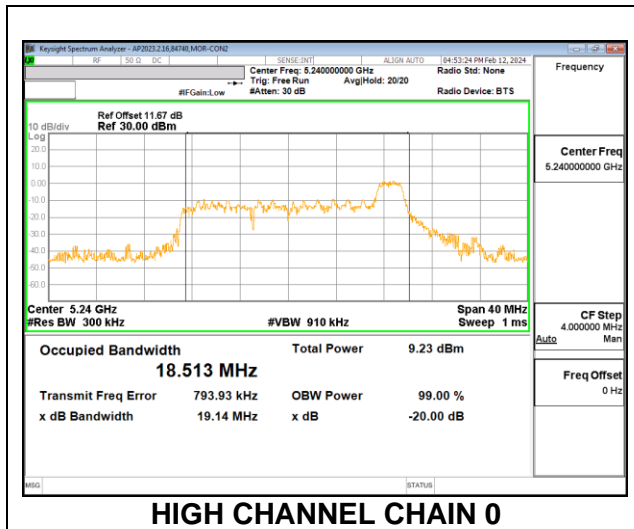 Keysight Spectrum Analyzer - AP2023.2.16,84740,MOR-CON2
RF 50 Ω DC SENSE:INT ALIGN AUTO 04:53:24 PM Feb 12, 2024
Center Freq: 5.240000000 GHz Radio Std: None
Trig: Free Run Avg|Hold: 20/20
#IFGain:Low #Atten: 30 dB Radio Device: BTS
Frequency
Ref Offset 11.67 dB
10 dB/div Ref 30.00 dBm
Log
20.0
10.0
0.00
-10.0
-20.0
-30.0
-40.0
-50.0
-60.0
Center Freq
5.240000000 GHz
Center 5.24 GHz Span 40 MHz
#Res BW 300 kHz #VBW 910 kHz Sweep 1 ms
CF Step
4.000000 MHz
Auto Man
Occupied Bandwidth Total Power 9.23 dBm
18.513 MHz
Transmit Freq Error 793.93 kHz OBW Power 99.00 %
x dB Bandwidth 19.14 MHz x dB -20.00 dB
Freq Offset
0 Hz
MSG STATUS
HIGH CHANNEL CHAIN 0